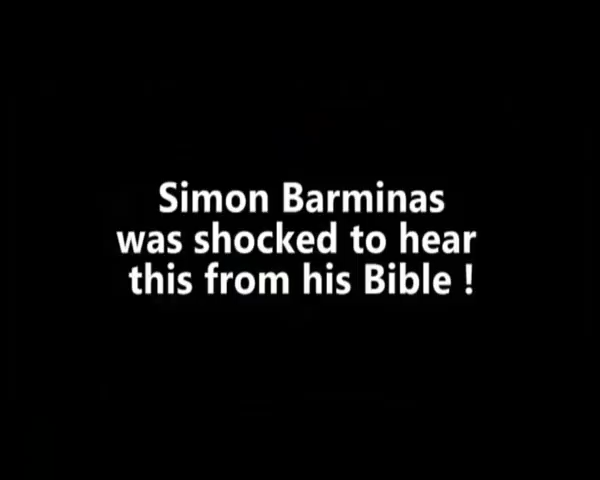 Simon Barminas
was shocked to hear
this from his Bible !